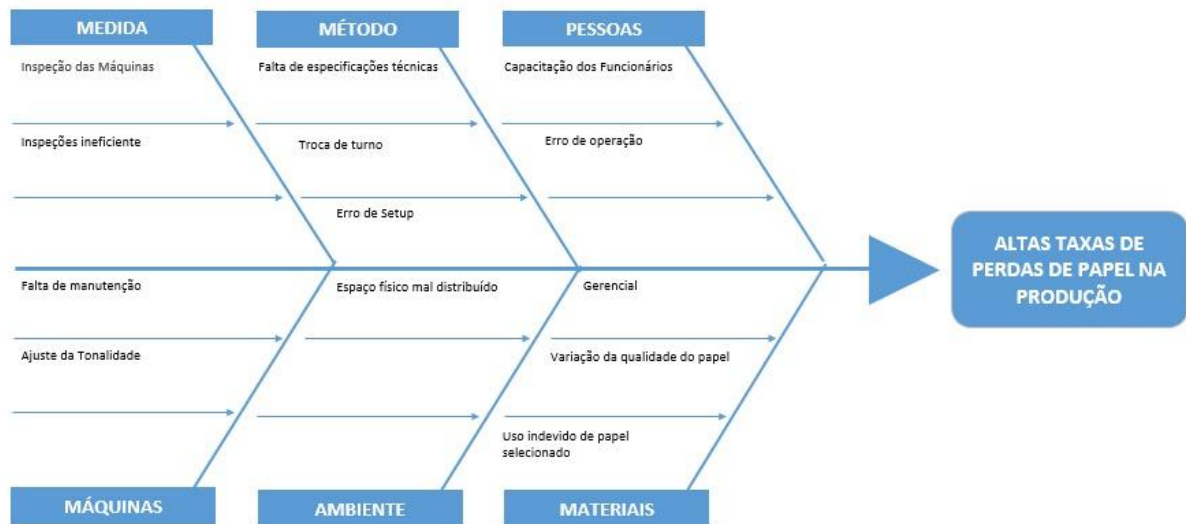 MEDIDA
MÉTODO
PESSOAS
Inspeção das Máquinas
Falta de especificações técnicas
Capacitação dos Funcionários
Inspeções ineficiente
Troca de turno
Erro de operação
Erro de Setup
ALTAS TAXAS DE
PERDAS DE PAPEL NA
PRODUÇÃO
Falta de manutenção
Espaço físico mal distribuído
Gerencial
Ajuste da Tonalidade
Variação da qualidade do papel
Uso indevido de papel
selecionado
MÁQUINAS
AMBIENTE
MATERIAIS